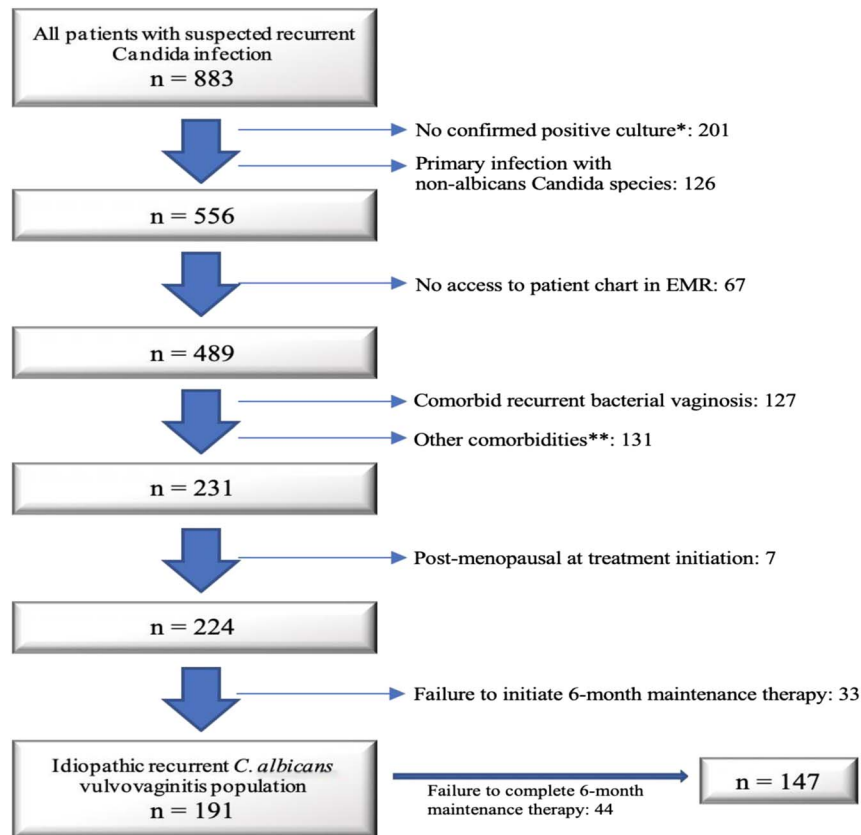 All patients with suspected recurrent
Candida infection
n = 883
No confirmed positive culture*: 201
Primary infection with
non-albicans Candida species: 126
n = 556
No access to patient chart in EMR: 67
n = 489
Comorbid recurrent bacterial vaginosis: 127
Other comorbidities**: 131
n = 231
Post-menopausal at treatment initiation: 7
n = 224
Failure to initiate 6-month maintenance therapy: 33
Idiopathic recurrent C. albicans
vulvovaginitis population
n = 191
Failure to complete 6-month
maintenance therapy: 44
n = 147